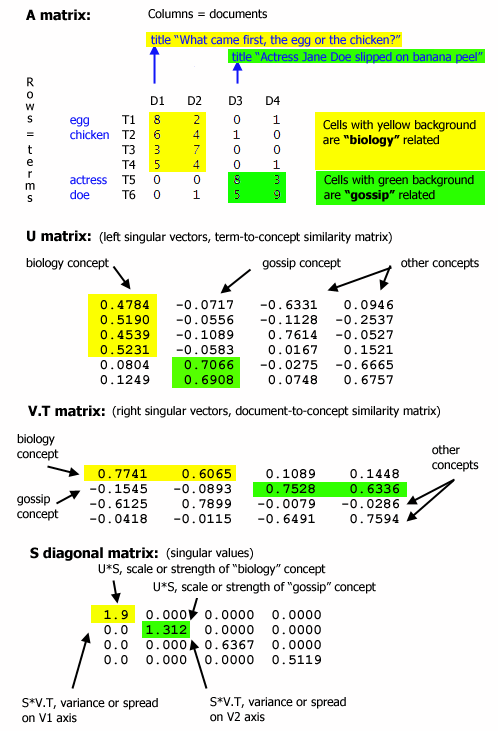 A matrix: Columns = documents
title "What came first, the egg or the chicken?"
title "Actress Jane Doe slipped on banana peel"
Rows = terms
D1 D2 D3 D4
egg T1 8 2 0 1
chicken T2 6 4 1 0
T3 3 7 0 0
T4 5 4 0 1
actress T5 0 0 8 3
doe T6 0 1 5 9
Cells with yellow background
are "biology" related
Cells with green background
are "gossip" related
U matrix: (left singular vectors, term-to-concept similarity matrix)
biology concept gossip concept other concepts
0.4784 -0.0717 -0.6331 0.0946
0.5190 -0.0556 -0.1128 -0.2537
0.4539 -0.1089 0.7614 -0.0527
0.5231 -0.0583 0.0167 0.1521
0.0804 0.7066 -0.0275 -0.6665
0.1249 0.6908 0.0748 0.6757
V.T matrix: (right singular vectors, document-to-concept similarity matrix)
biology
concept
gossip
concept
other
concepts
0.7741 0.6065 0.1089 0.1448
-0.1545 -0.0893 0.7528 0.6336
-0.6125 0.7899 -0.0079 -0.0286
-0.0418 -0.0115 -0.6491 0.7594
S diagonal matrix: (singular values)
U*S, scale or strength of "biology" concept
U*S, scale or strength of "gossip" concept
1.9 0.000 0.0000 0.0000
0.0 1.312 0.0000 0.0000
0.0 0.000 0.6367 0.0000
0.0 0.000 0.0000 0.5119
S*V.T, variance or spread
on V1 axis
S*V.T, variance or spread
on V2 axis